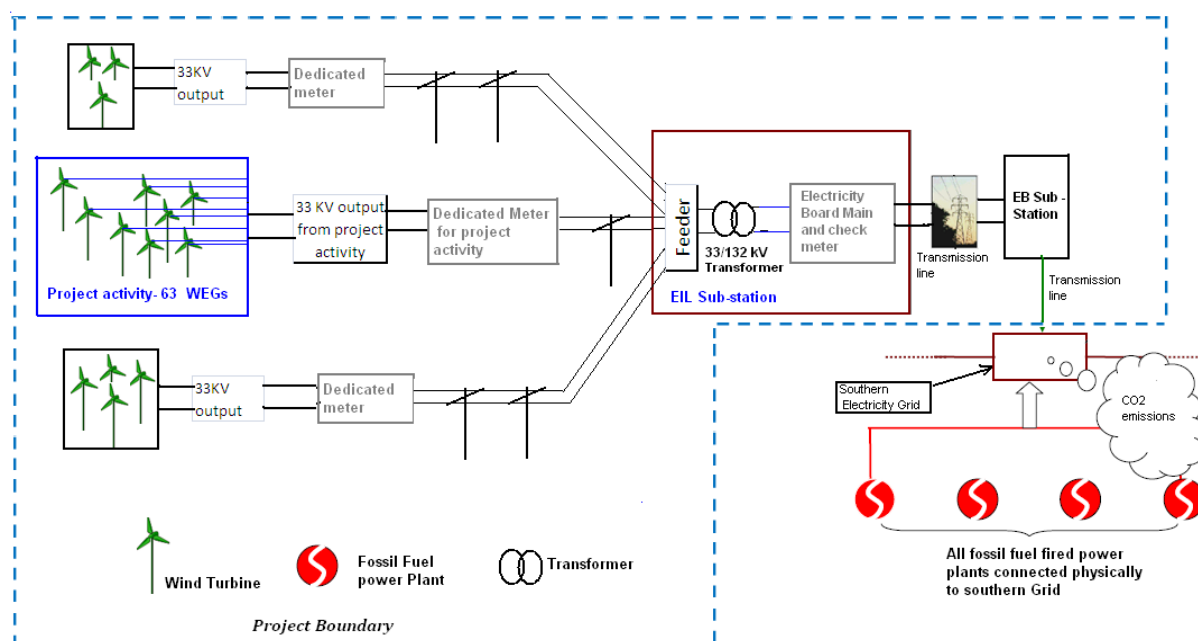 33KV
output
Dedicated
meter
33 KV output
from project
activity
Dedicated Meter
for project
activity
Project activity- 63 WEGs
Feeder
33/132 kV
Transformer
Electricity
Board Main
and check
meter
EIL Sub-station
Transmission
line
EB Sub -
Station
Transmission
line
33KV
output
Dedicated
meter
Southern
Electricity Grid
CO2
emissions
All fossil fuel fired power
plants connected physically
to southern Grid
Wind Turbine
Fossil Fuel
power Plant
Transformer
Project Boundary